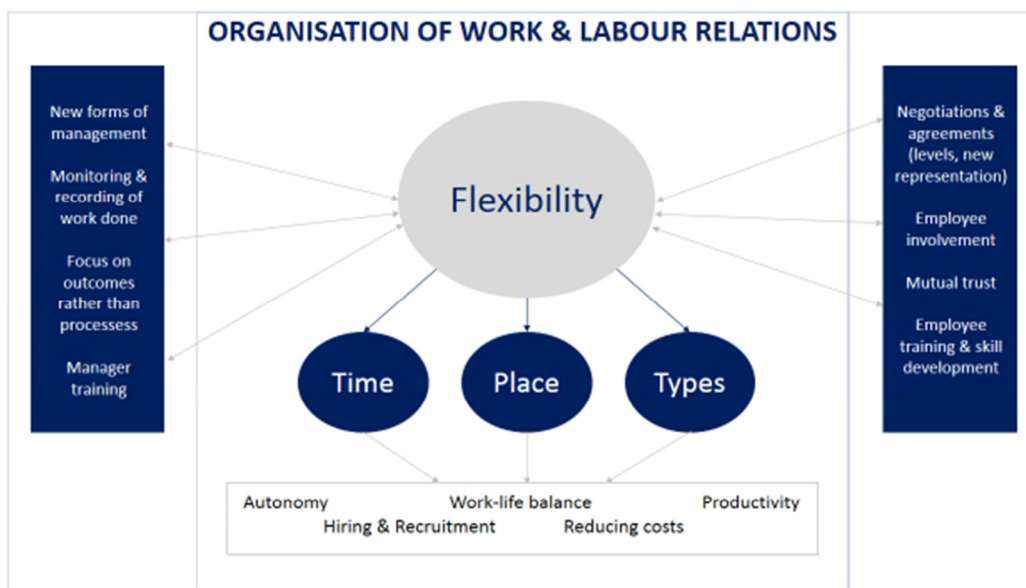 ORGANISATION OF WORK & LABOUR RELATIONS
New forms of
management
Monitoring &
recording of
work done
Focus on
outcomes
rather than
processess
Manager
training
Flexibility
Time
Place
Types
Autonomy
Work-life balance
Productivity
Hiring & Recruitment
Reducing costs
Negotiations &
agreements
(levels, new
representation)
Employee
involvement
Mutual trust
Employee
training & skill
development